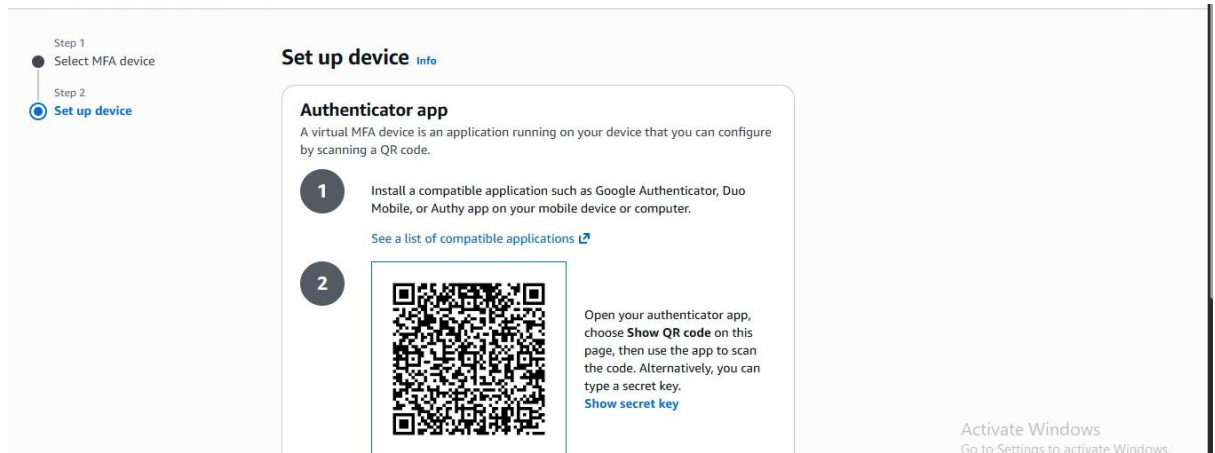 Step 1
Select MFA device
Step 2
Set up device
Set up device Info
Authenticator app
A virtual MFA device is an application running on your device that you can configure
by scanning a QR code.
1
Install a compatible application such as Google Authenticator, Duo
Mobile, or Authy app on your mobile device or computer.
See a list of compatible applications
2
Open your authenticator app,
choose Show QR code on this
page, then use the app to scan
the code. Alternatively, you can
type a secret key.
Show secret key
Activate Windows
Go to Settings to activate Windows.